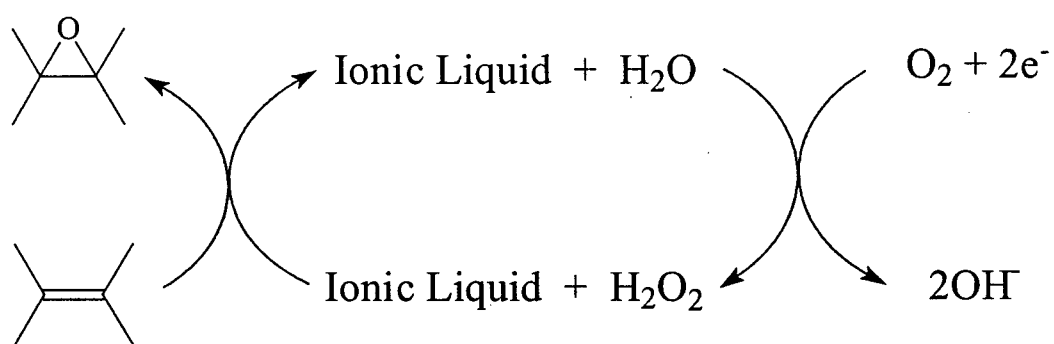 O
Ionic Liquid + H₂O
O₂ + 2e⁻
Ionic Liquid + H₂O₂
2OH⁻